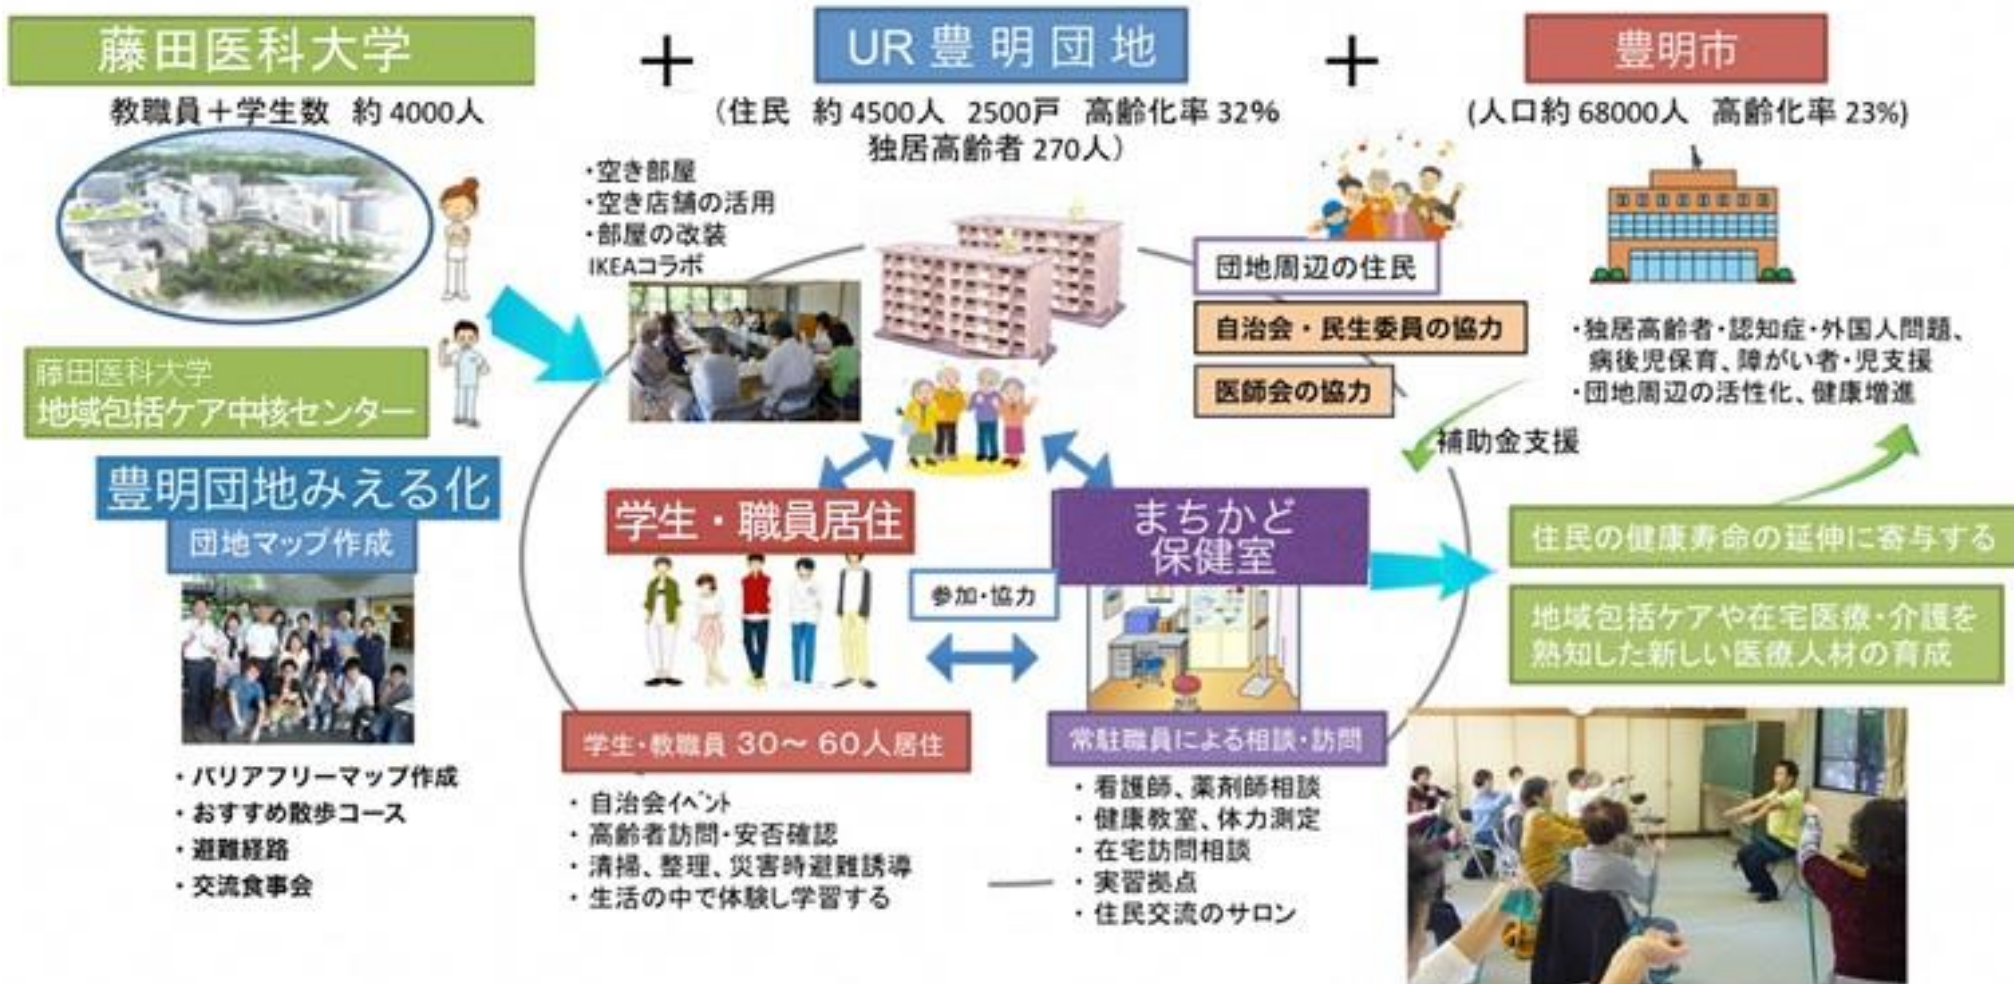 藤田医科大学
+
UR豊明団地
+
豊明市
教職員＋学生数 約4000人
（住民 約4500人 2500戸 高齢化率32%
独居高齢者270人）
(人口約68000人 高齢化率23%)
・空き部屋
・空き店舗の活用
・部屋の改装
IKEAコラボ
団地周辺の住民
自治会・民生委員の協力
医師会の協力
・独居高齢者・認知症・外国人問題、
病後児保育、障がい者・児支援
・団地周辺の活性化、健康増進
補助金支援
藤田医科大学
地域包括ケア中核センター
豊明団地みえる化
団地マップ作成
・バリアフリーマップ作成
・おすすめ散歩コース
・避難経路
・交流食事会
学生・職員居住
参加・協力
まちかど
保健室
学生・教職員 30～60人居住
・自治会イベント
・高齢者訪問・安否確認
・清掃、整理、災害時避難誘導
・生活の中で体験し学習する
常駐職員による相談・訪問
・看護師、薬剤師相談
・健康教室、体力測定
・在宅訪問相談
・実習拠点
・住民交流のサロン
住民の健康寿命の延伸に寄与する
地域包括ケアや在宅医療・介護を
熟知した新しい医療人材の育成